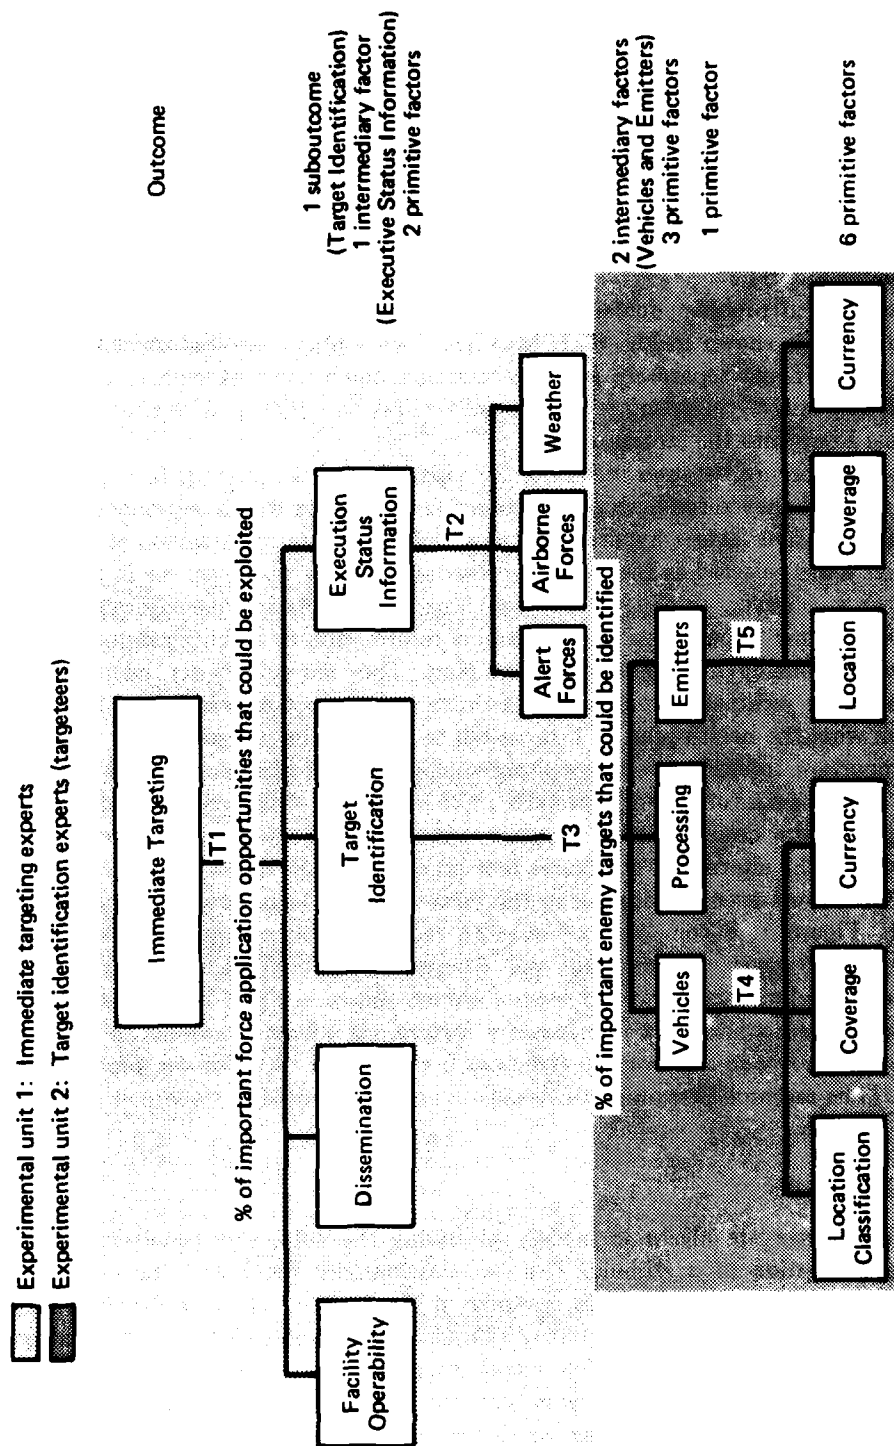 Experimental unit 1: Immediate targeting experts
Experimental unit 2: Target identification experts (targeteers)
Immediate Targeting
Outcome
T1
% of important force application opportunities that could be exploited
Facility
Operability
Dissemination
Target
Identification
Execution
Status
Information
1 suboutcome
(Target Identification)
1 intermediary factor
(Executive Status Information)
2 primitive factors
T2
Alert
Forces
Airborne
Forces
Weather
T3
% of important enemy targets that could be identified
Vehicles
Processing
Emitters
2 intermediary factors
(Vehicles and Emitters)
3 primitive factors
1 primitive factor
T4
T5
Location
Classification
Coverage
Currency
Location
Coverage
Currency
6 primitive factors